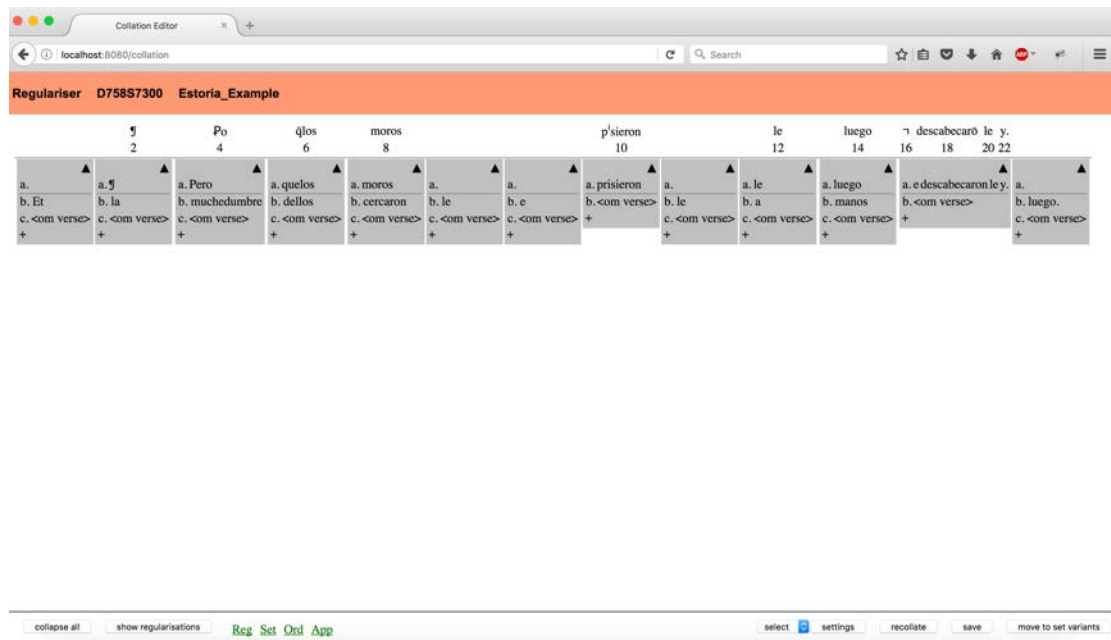 Collation Editor
localhost:8080/collation
Search
ABP
Regulariser D758S7300 Estoria_Example
¶ Ꝑo q̄los moros pⁱsieron le luego ⁊ descabecarō le y.
2 4 6 8 10 12 14 16 18 20 22
a. a. ¶ a. Pero a. quelos a. moros a. a. a. prisieron a. a. le a. luego a. e descabecaron le y. a.
b. Et b. la b. muchedumbre b. dellos b. cercaron b. le b. e b. <om verse> b. le b. a b. manos b. <om verse> b. luego.
c. <om verse> c. <om verse> c. <om verse> c. <om verse> c. <om verse> c. <om verse> c. <om verse> + c. <om verse> c. <om verse> c. <om verse> + c. <om verse>
+ + + + + + + + + + +
collapse all show regularisations Reg Set Ord App select settings recollate save move to set variants